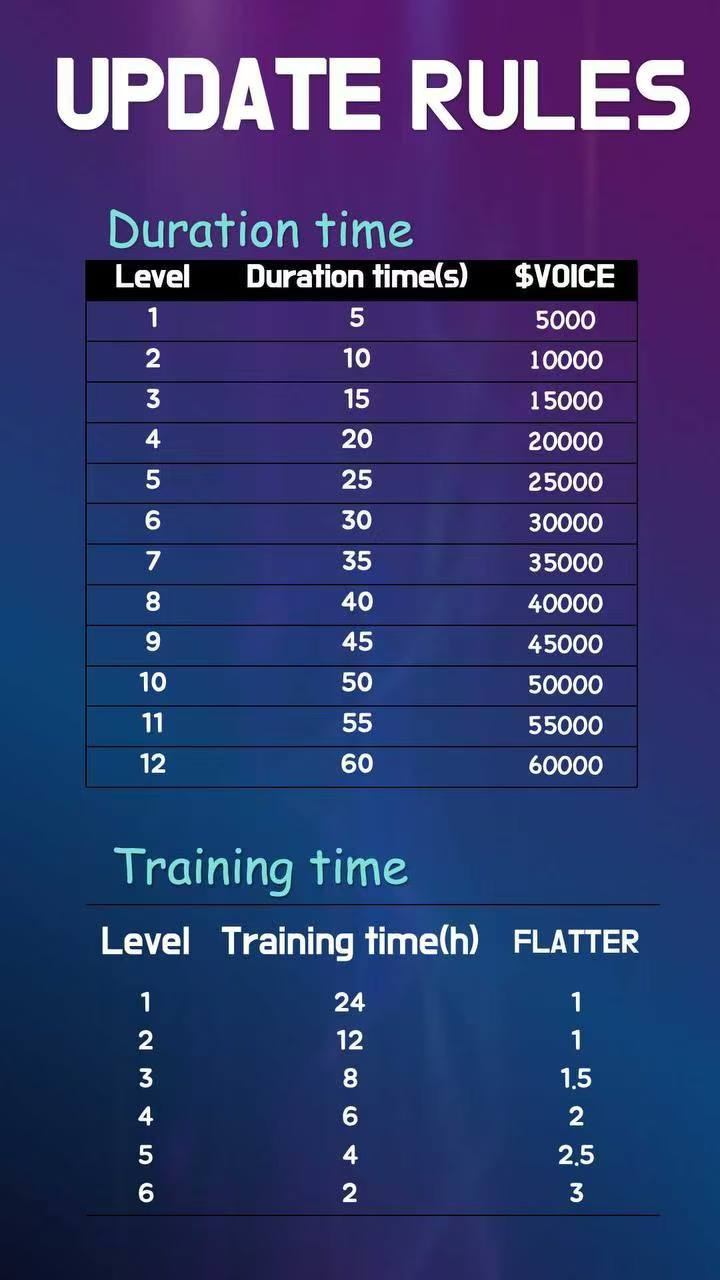 UPDATE RULES
Duration time
Level Duration time(s) $VOICE
1 5 5000
2 10 10000
3 15 15000
4 20 20000
5 25 25000
6 30 30000
7 35 35000
8 40 40000
9 45 45000
10 50 50000
11 55 55000
12 60 60000
Training time
Level Training time(h) FLATTER
1 24 1
2 12 1
3 8 1.5
4 6 2
5 4 2.5
6 2 3